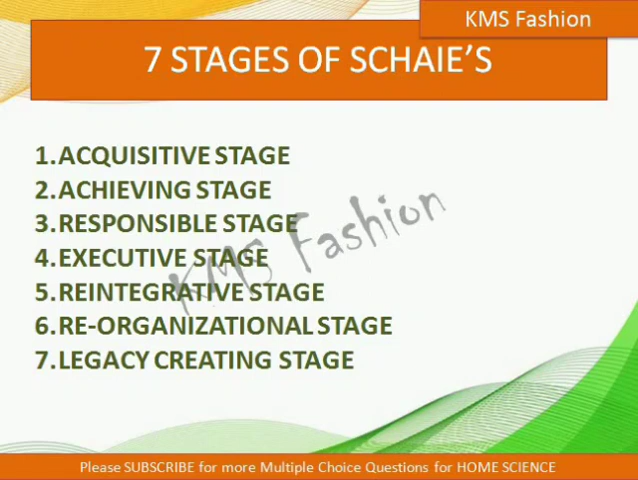 KMS Fashion
7 STAGES OF SCHAIE'S
1.ACQUISITIVE STAGE
2.ACHIEVING STAGE
3.RESPONSIBLE STAGE
4.EXECUTIVE STAGE
5.REINTEGRATIVE STAGE
6.RE-ORGANIZATIONAL STAGE
7.LEGACY CREATING STAGE
KMS Fashion
Please SUBSCRIBE for more Multiple Choice Questions for HOME SCIENCE